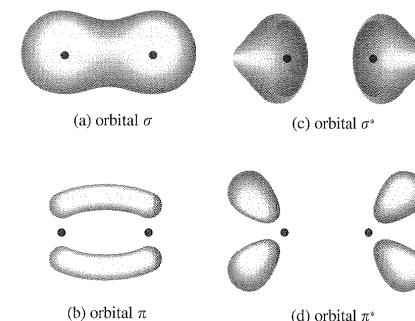 (a) orbital σ
(c) orbital σ*
(b) orbital π
(d) orbital π*